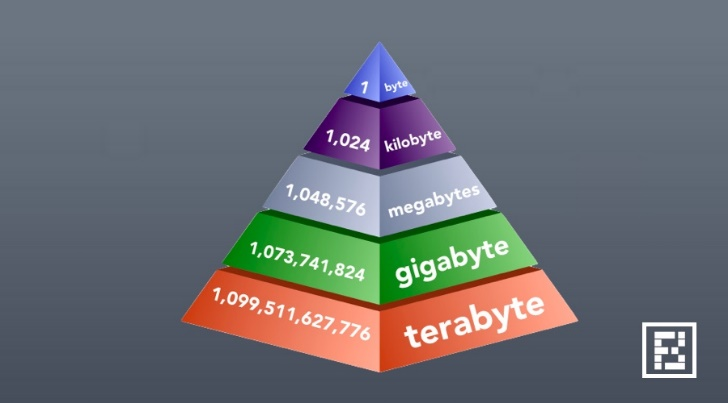 1 byte
1,024 kilobyte
1,048,576 megabytes
1,073,741,824 gigabyte
1,099,511,627,776 terabyte